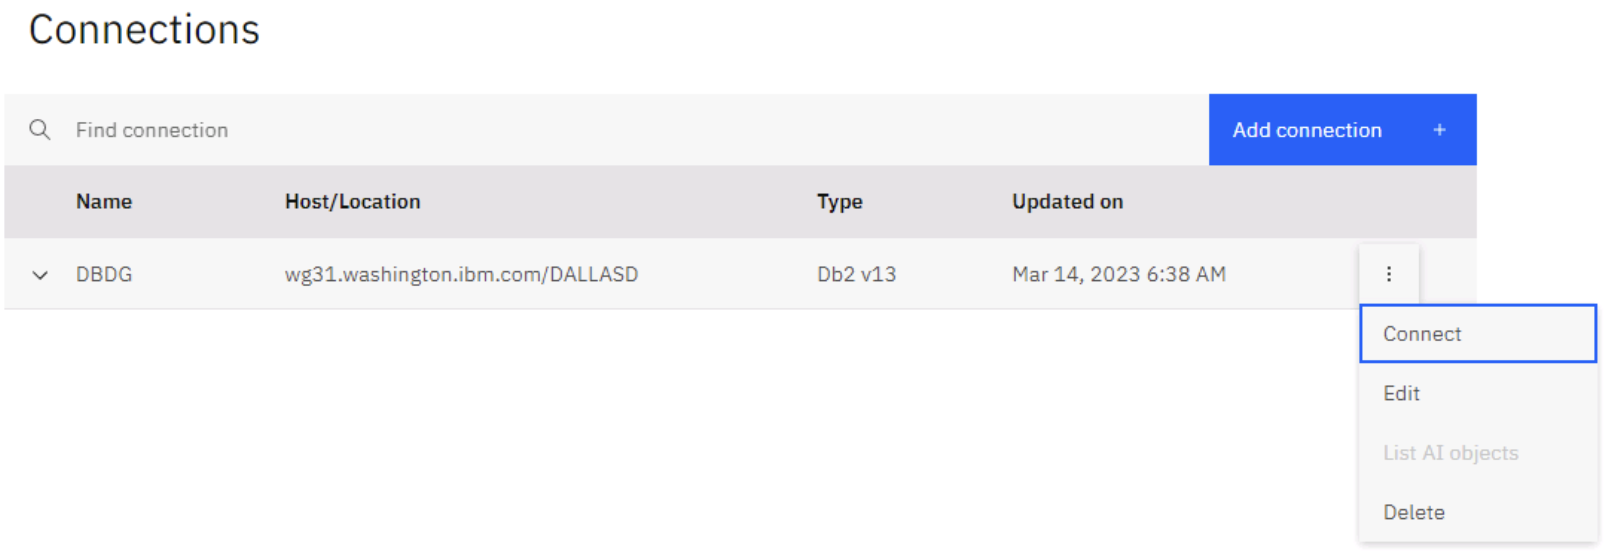 Connections
Find connection
Add connection +
Name Host/Location Type Updated on
DBDG wg31.washington.ibm.com/DALLASD Db2 v13 Mar 14, 2023 6:38 AM
Connect
Edit
List AI objects
Delete